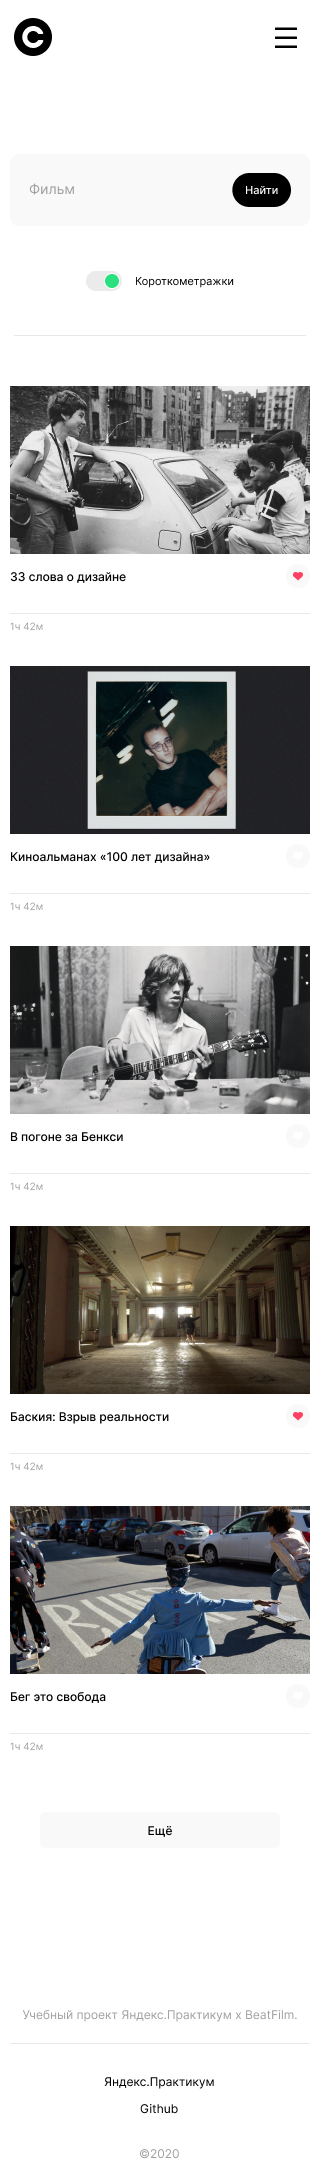 Фильм
Найти
Короткометражки
33 слова о дизайне
1ч 42м
Киноальманах «100 лет дизайна»
1ч 42м
В погоне за Бенкси
1ч 42м
Баския: Взрыв реальности
1ч 42м
Бег это свобода
1ч 42м
Ещё
Учебный проект Яндекс.Практикум х BeatFilm.
Яндекс.Практикум
Github
©2020